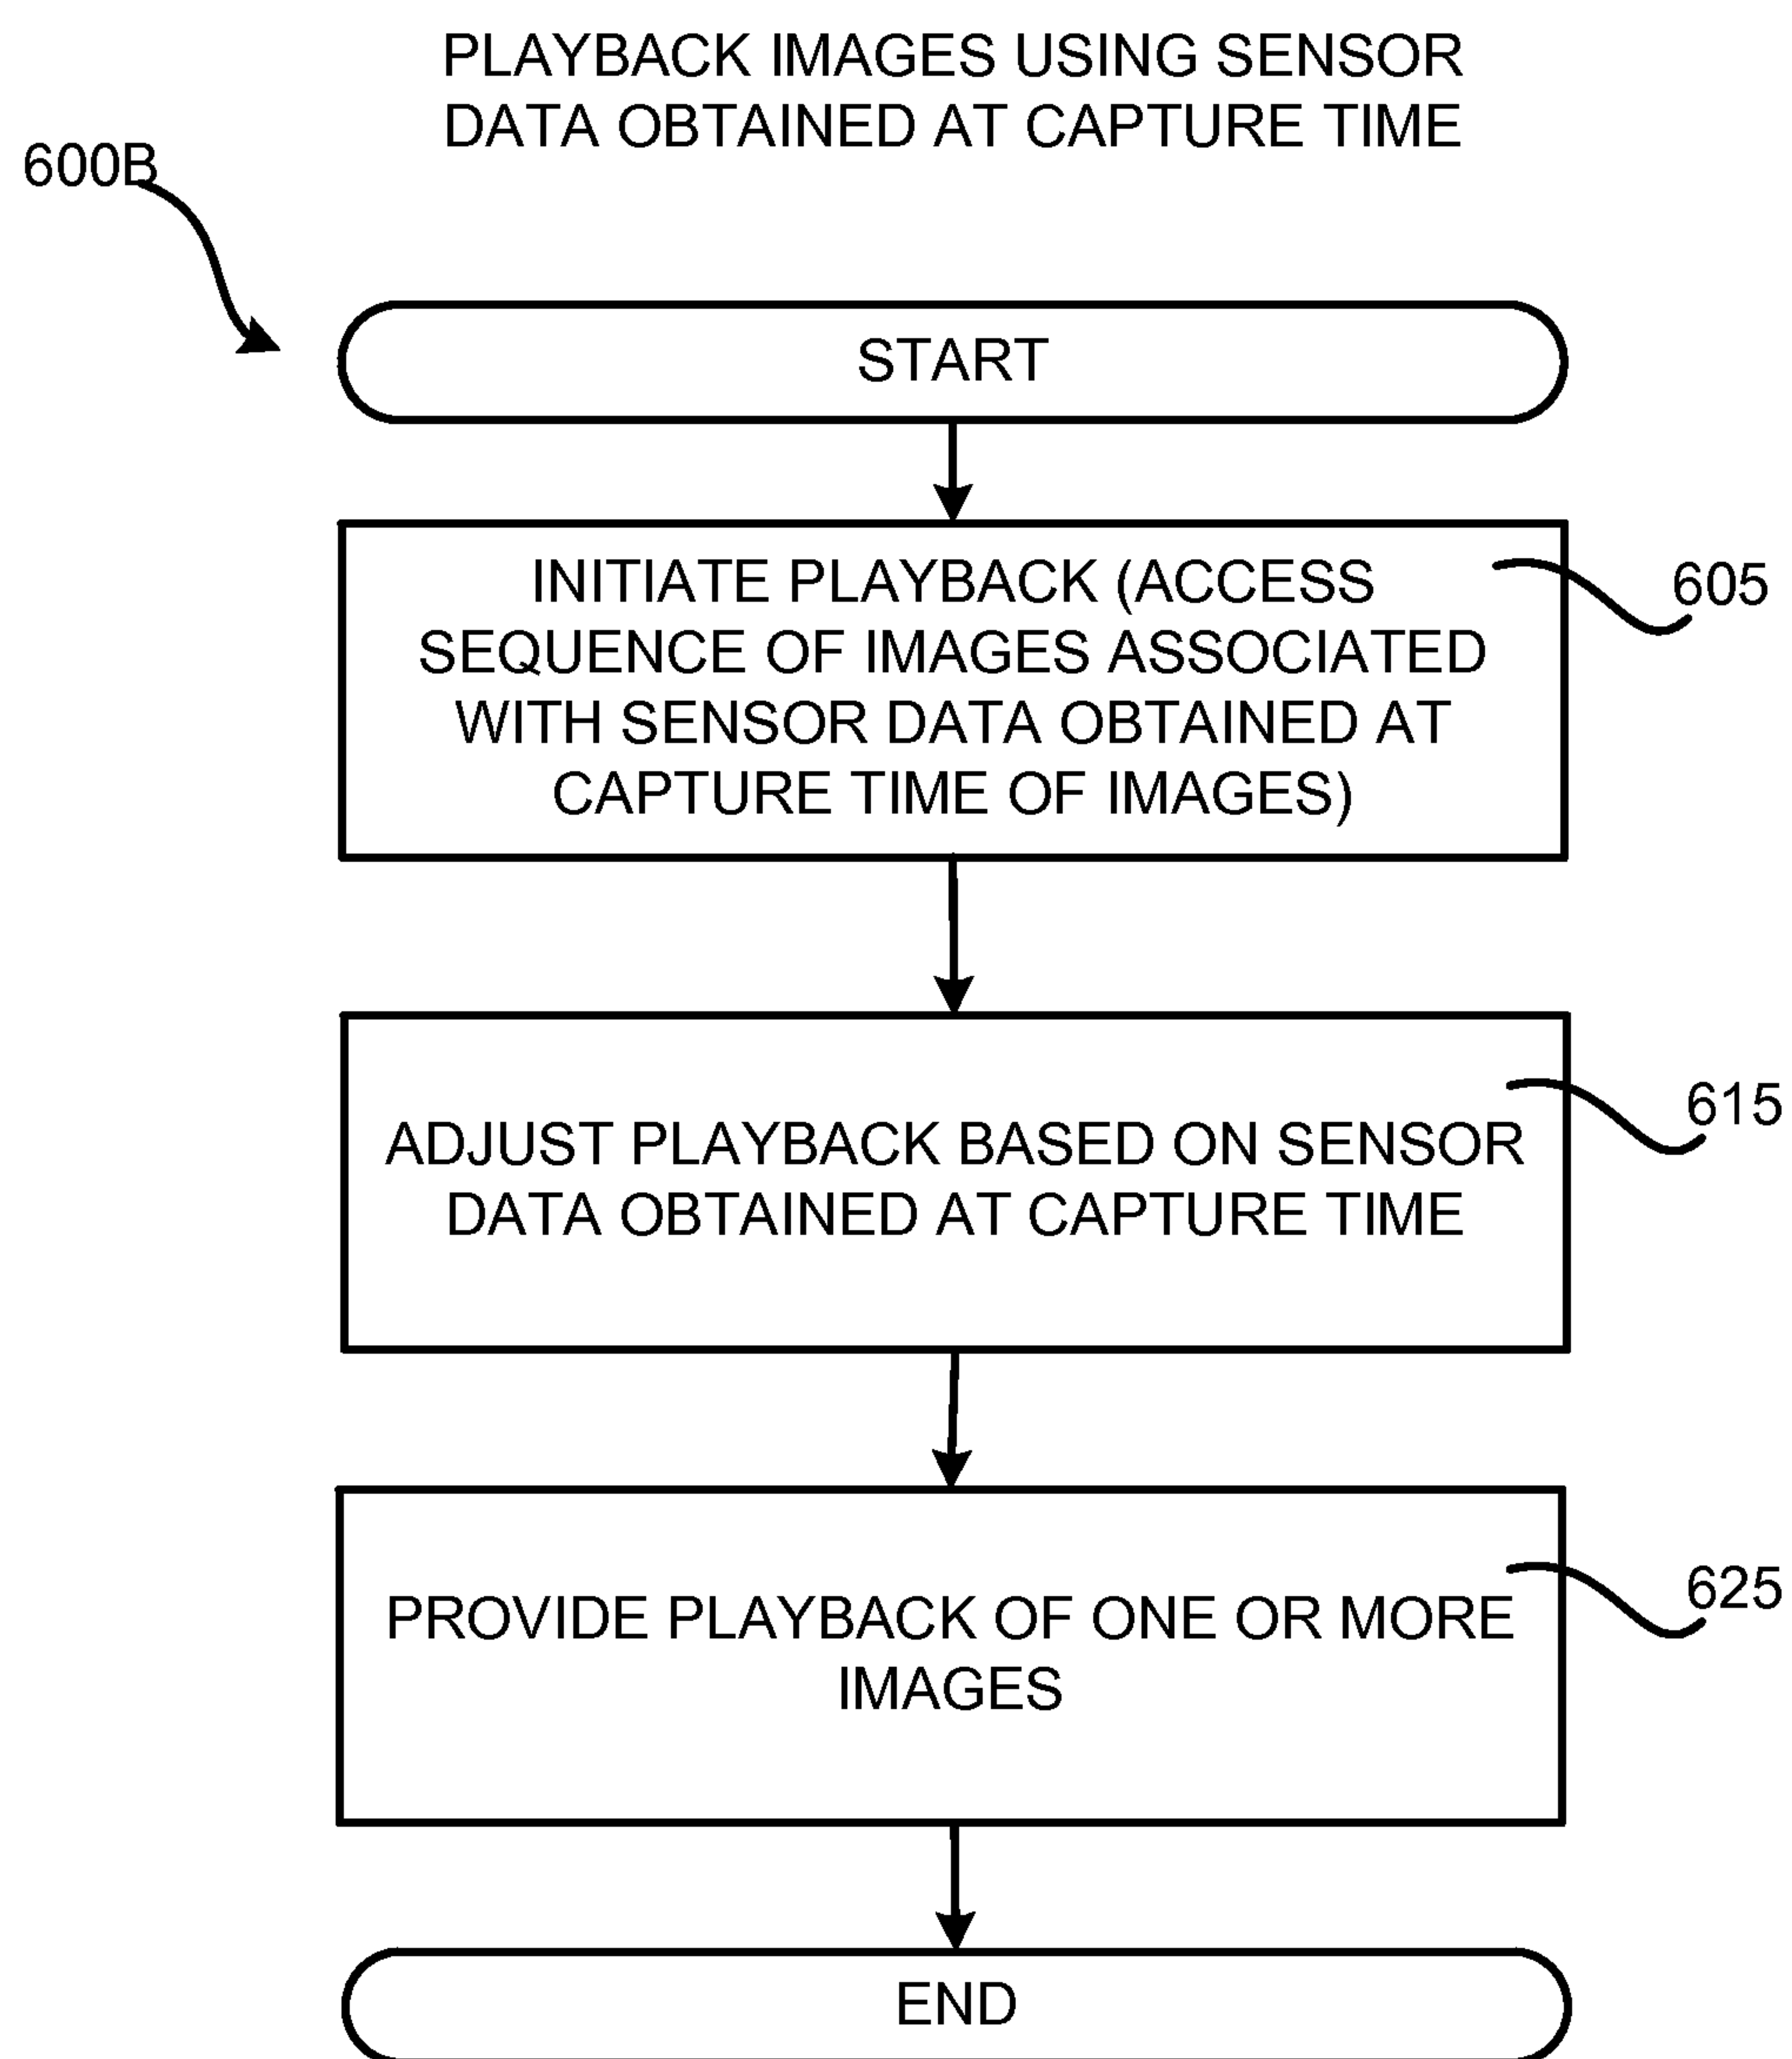 PLAYBACK IMAGES USING SENSOR
DATA OBTAINED AT CAPTURE TIME
600B
START
INITIATE PLAYBACK (ACCESS
SEQUENCE OF IMAGES ASSOCIATED
WITH SENSOR DATA OBTAINED AT
CAPTURE TIME OF IMAGES)
605
ADJUST PLAYBACK BASED ON SENSOR
DATA OBTAINED AT CAPTURE TIME
615
PROVIDE PLAYBACK OF ONE OR MORE
IMAGES
625
END